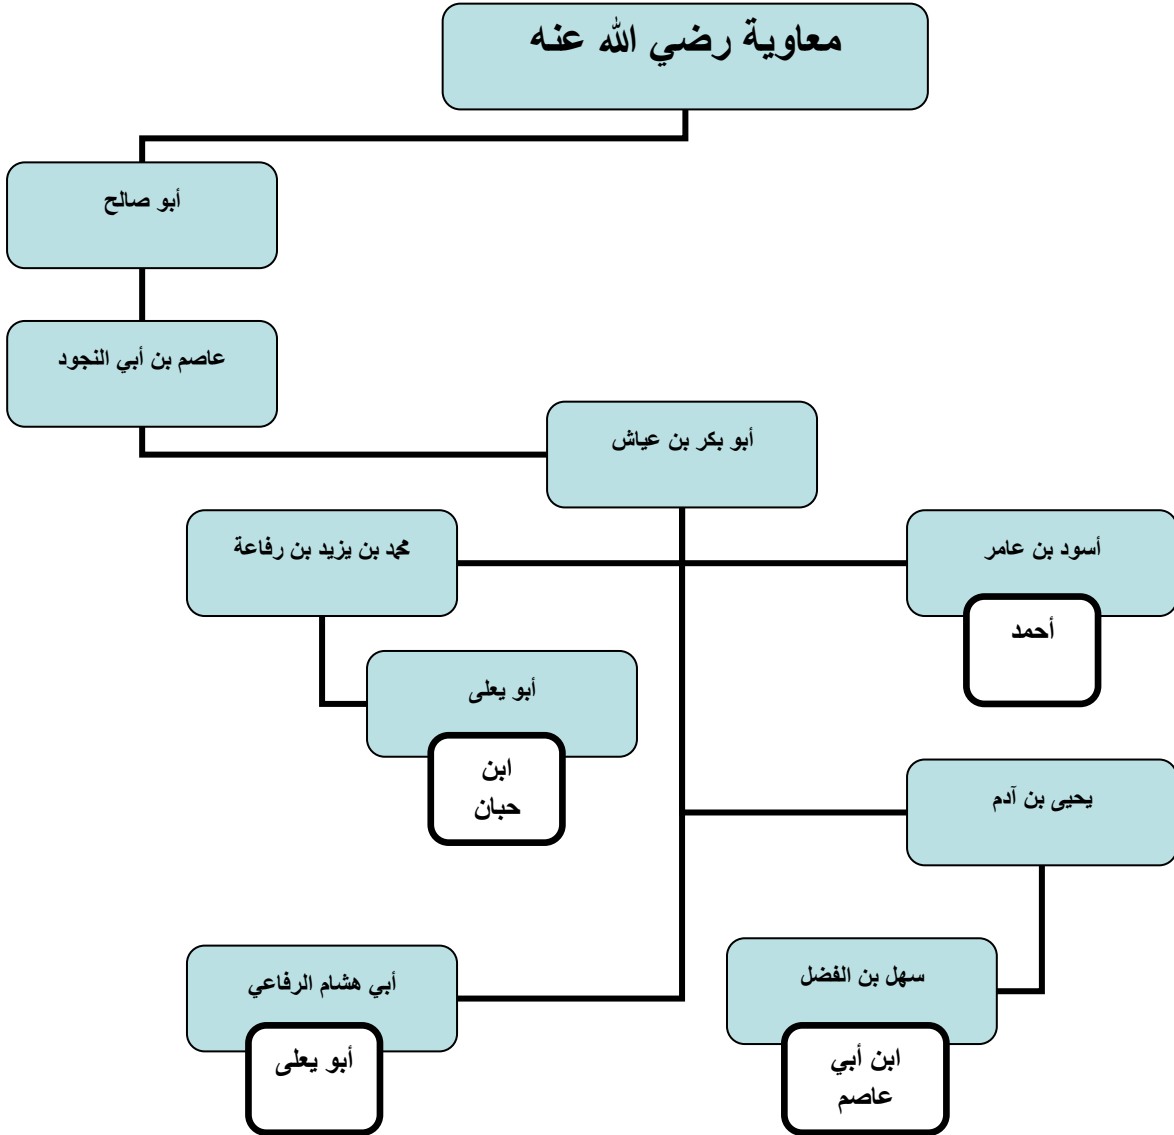 معاوية رضي الله عنه
أبو صالح
عاصم بن أبي النجود
أبو بكر بن عياش
أسود بن عامر
أحمد
محمد بن يزيد بن رفاعة
أبو يعلى
ابن
حبان
يحيى بن آدم
سهل بن الفضل
ابن أبي
عاصم
أبي هشام الرفاعي
أبو يعلى